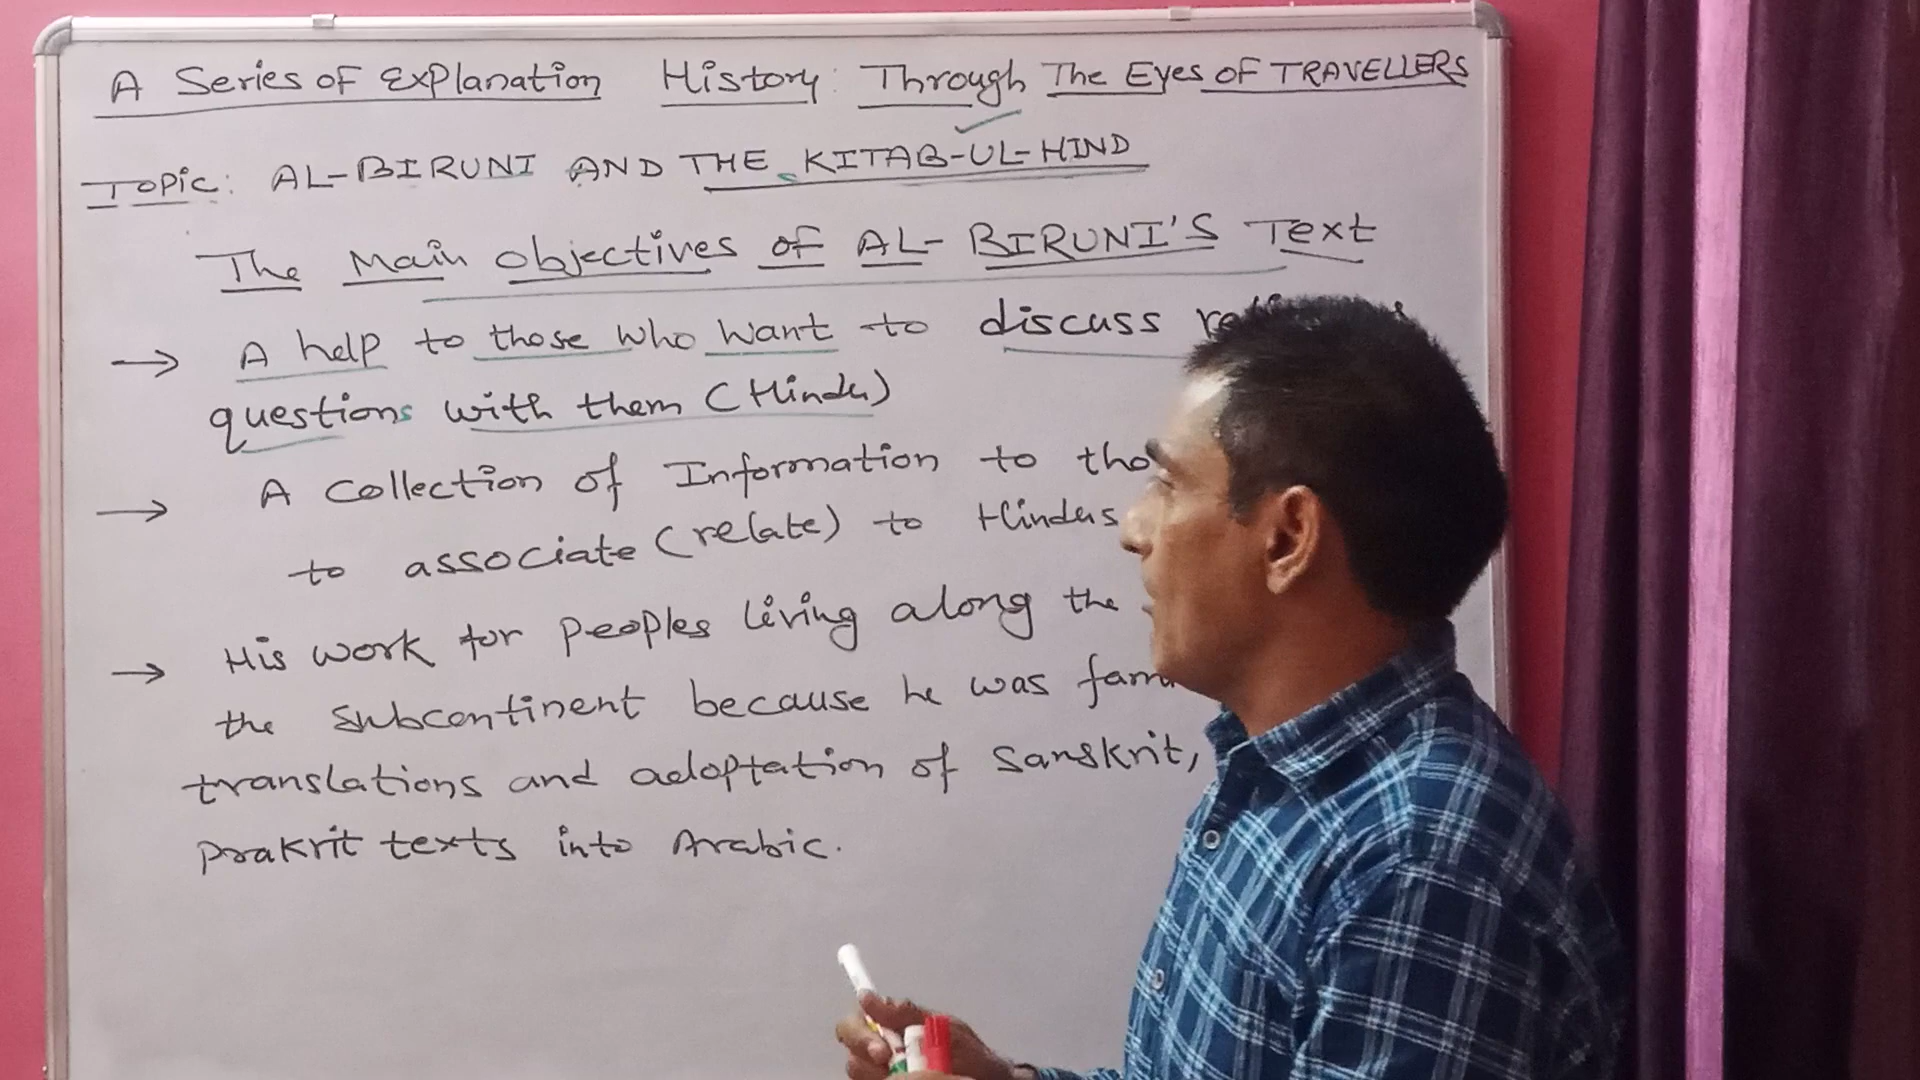 A Series of Explanation History: Through The Eyes of TRAVELLERS
Topic: AL-BIRUNI AND THE KITAB-UL-HIND
The Main objectives of AL-BIRUNI'S Text
→ A help to those who want to discuss
questions with them (Hindu)
→ A collection of Information to
to associate (relate) to Hindus
→ His work for peoples living along the
the subcontinent because he was
translations and adoptation of Sanskrit,
prakrit texts into Arabic.